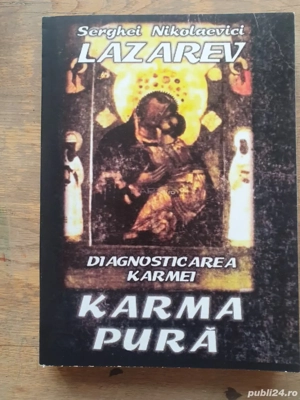 Serghei Nikolaevici
LAZAREV
DIAGNOSTICAREA
KARMEI
KARMA
PURĂ
publi24.ro